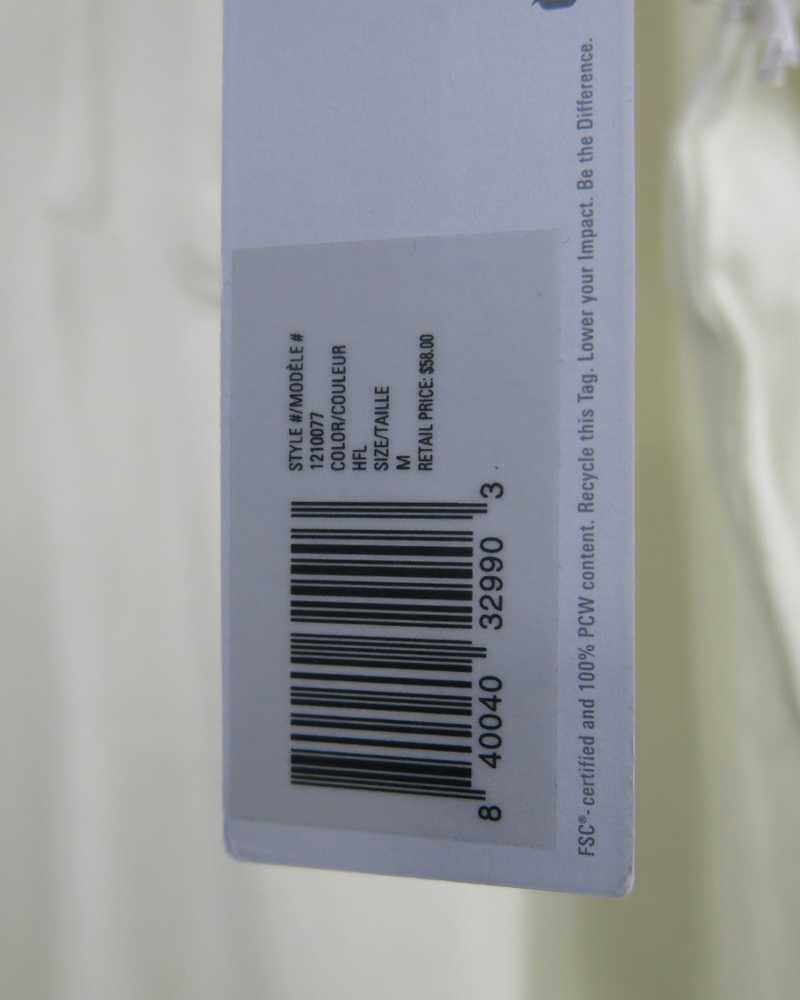 STYLE #/MODÈLE #
1210077
COLOR/COULEUR
HFL
SIZE/TAILLE
M
RETAIL PRICE: $58.00
8 40040 32990 3
FSC®- certified and 100% PCW content. Recycle this Tag. Lower your Impact. Be the Difference.